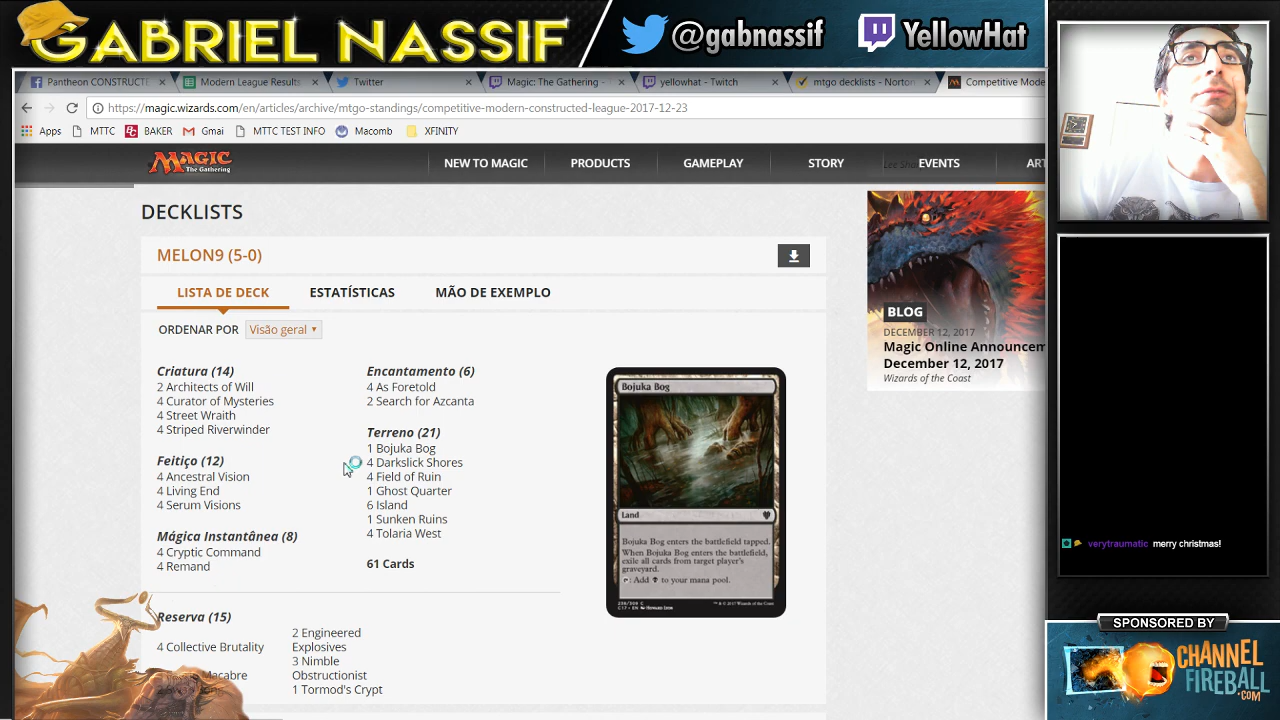 GABRIEL NASSIF
@gabnassif
YellowHat
Pantheon CONSTRUCTE
Modern League Results
Twitter
Magic: The Gathering -
yellowhat - Twitch
mtgo decklists - Norton
Competitive Mode
https://magic.wizards.com/en/articles/archive/mtgo-standings/competitive-modern-constructed-league-2017-12-23
Apps
MTTC
BAKER
Gmai
MTTC TEST INFO
Macomb
XFINITY
MAGIC
The Gathering
NEW TO MAGIC
PRODUCTS
GAMEPLAY
STORY
EVENTS
ART
DECKLISTS
MELON9 (5-0)
LISTA DE DECK
ESTATÍSTICAS
MÃO DE EXEMPLO
ORDENAR POR
Visão geral
Criatura (14)
2 Architects of Will
4 Curator of Mysteries
4 Street Wraith
4 Striped Riverwinder
Feitiço (12)
4 Ancestral Vision
4 Living End
4 Serum Visions
Mágica Instantânea (8)
4 Cryptic Command
4 Remand
Encantamento (6)
4 As Foretold
2 Search for Azcanta
Terreno (21)
1 Bojuka Bog
4 Darkslick Shores
4 Field of Ruin
1 Ghost Quarter
6 Island
1 Sunken Ruins
4 Tolaria West
61 Cards
Reserva (15)
4 Collective Brutality
Macabre
2 Engineered
Explosives
3 Nimble
Obstructionist
1 Tormod's Crypt
Bojuka Bog
Land
Bojuka Bog enters the battlefield tapped.
When Bojuka Bog enters the battlefield,
exile all cards from target player's
graveyard.
: Add to your mana pool.
BLOG
DECEMBER 12, 2017
Magic Online Announcem
December 12, 2017
Wizards of the Coast
verytraumatic merry christmas!
SPONSORED BY
CHANNEL
FIREBALL
.COM